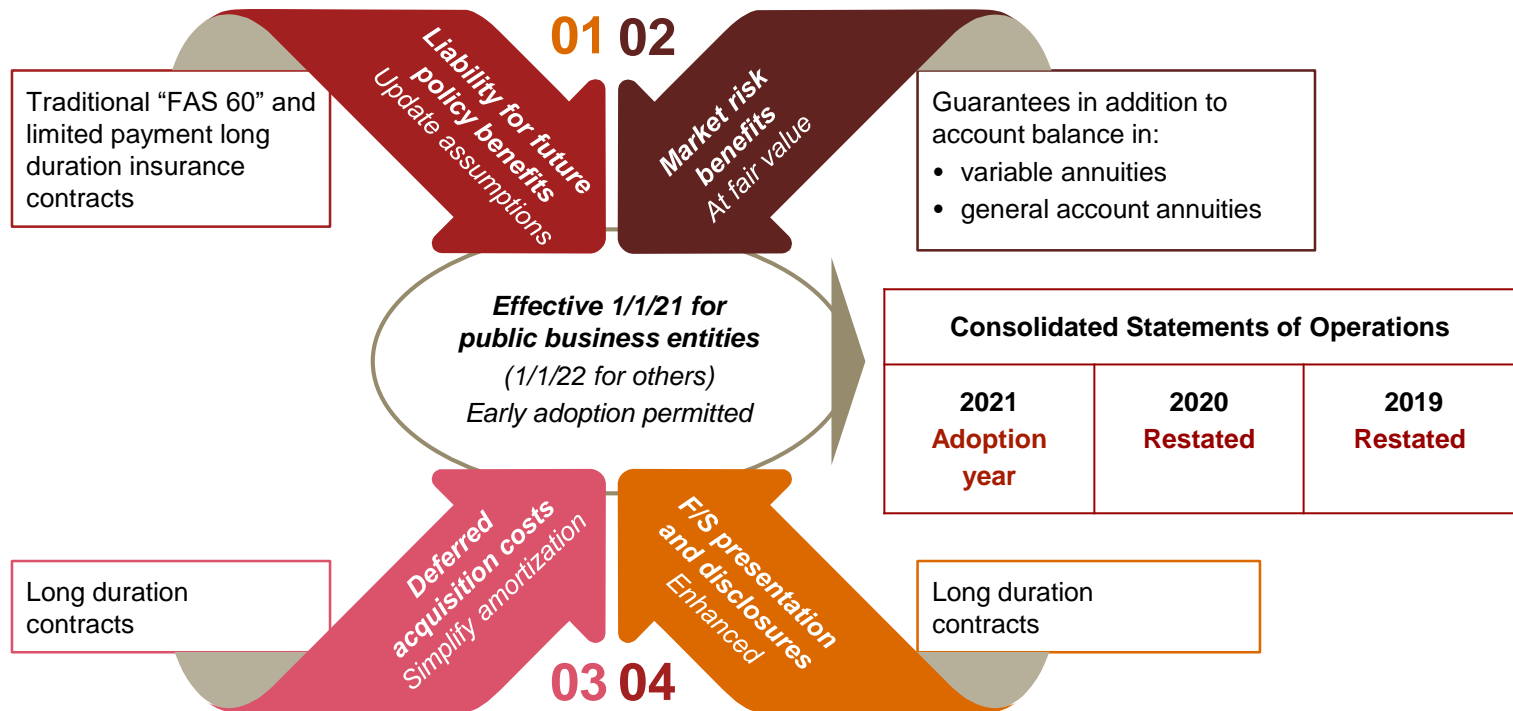 01 02
Traditional “FAS 60” and
limited payment long
duration insurance
contracts
Liability for future
policy benefits
Update assumptions
Market risk
benefits
At fair value
Guarantees in addition to
account balance in:
• variable annuities
• general account annuities
Effective 1/1/21 for
public business entities
(1/1/22 for others)
Early adoption permitted
Consolidated Statements of Operations
2021
Adoption
year
2020
Restated
2019
Restated
Long duration
contracts
Deferred
acquisition costs
Simplify amortization
F/S presentation
and disclosures
Enhanced
Long duration
contracts
03 04